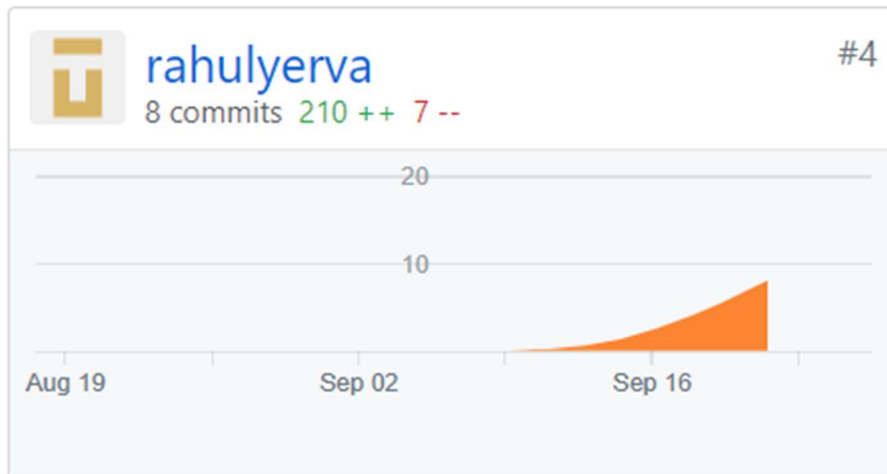 rahulyerva
#4
8 commits 210 ++ 7 --
20
10
Aug 19 Sep 02 Sep 16